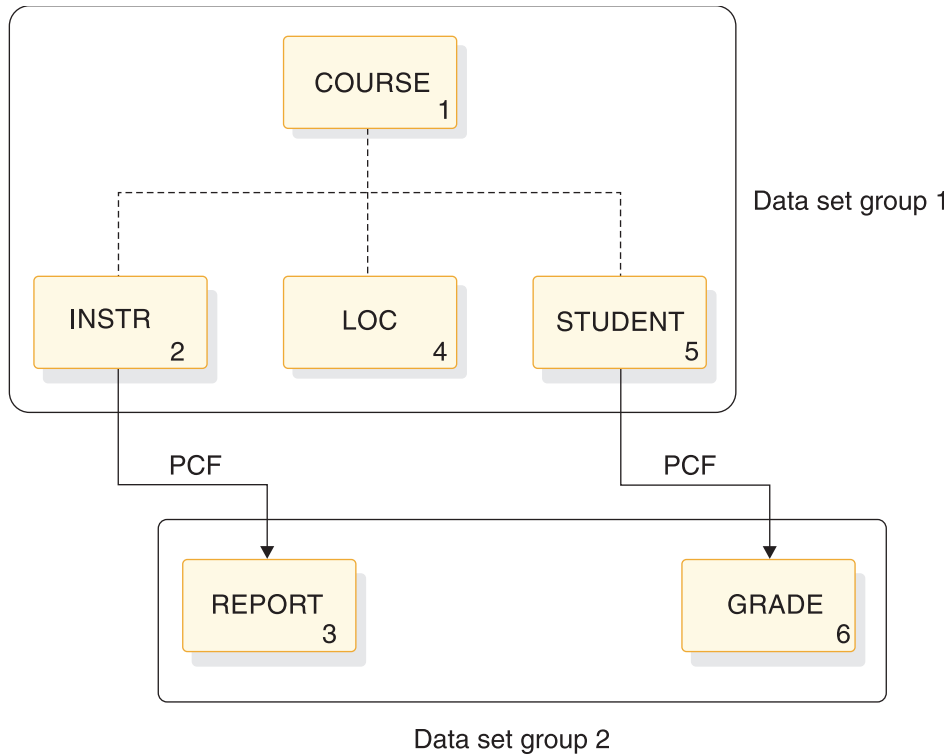 COURSE
1
Data set group 1
INSTR
2
LOC
4
STUDENT
5
PCF
PCF
REPORT
3
GRADE
6
Data set group 2